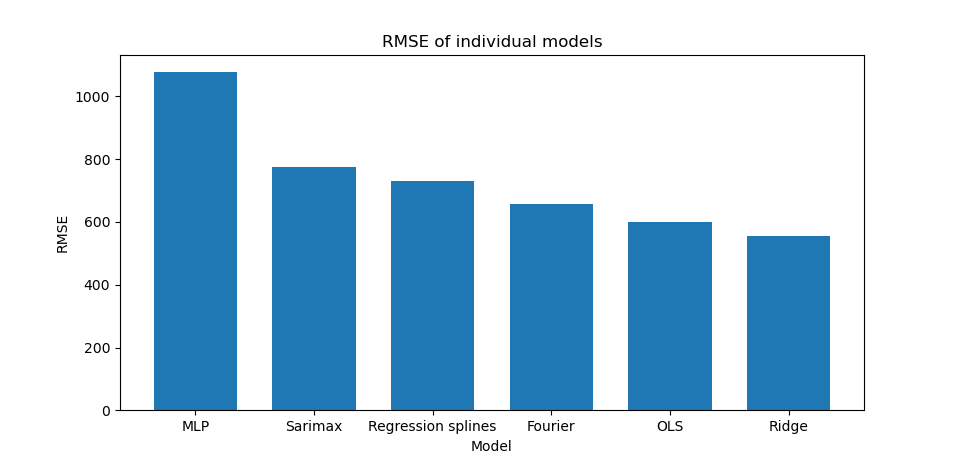 RMSE of individual models
1000
800
600
400
200
0
RMSE
MLP Sarimax Regression splines Fourier OLS Ridge
Model